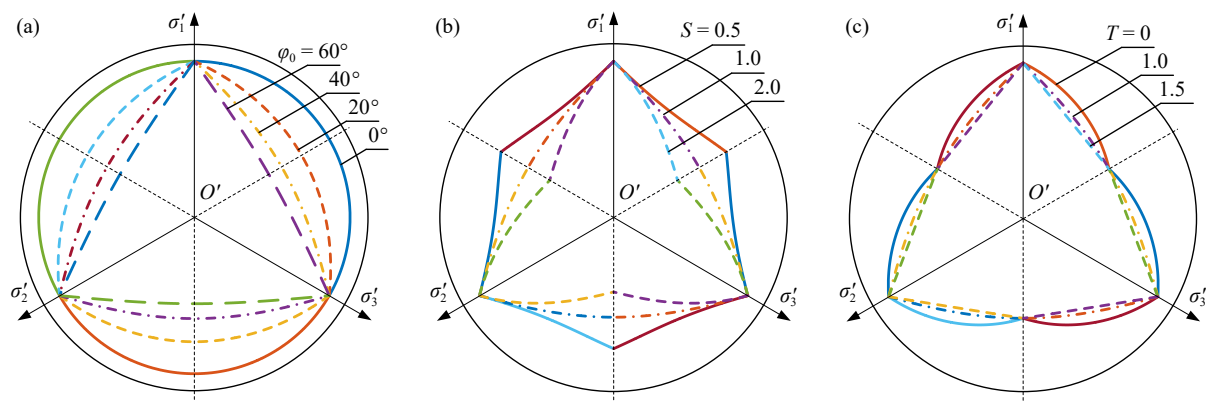 (a)
σ′₁
φ₀ = 60°
40°
20°
0°
O′
σ′₂
σ′₃
(b)
σ′₁
S = 0.5
1.0
2.0
O′
σ′₂
σ′₃
(c)
σ′₁
T = 0
1.0
1.5
O′
σ′₂
σ′₃